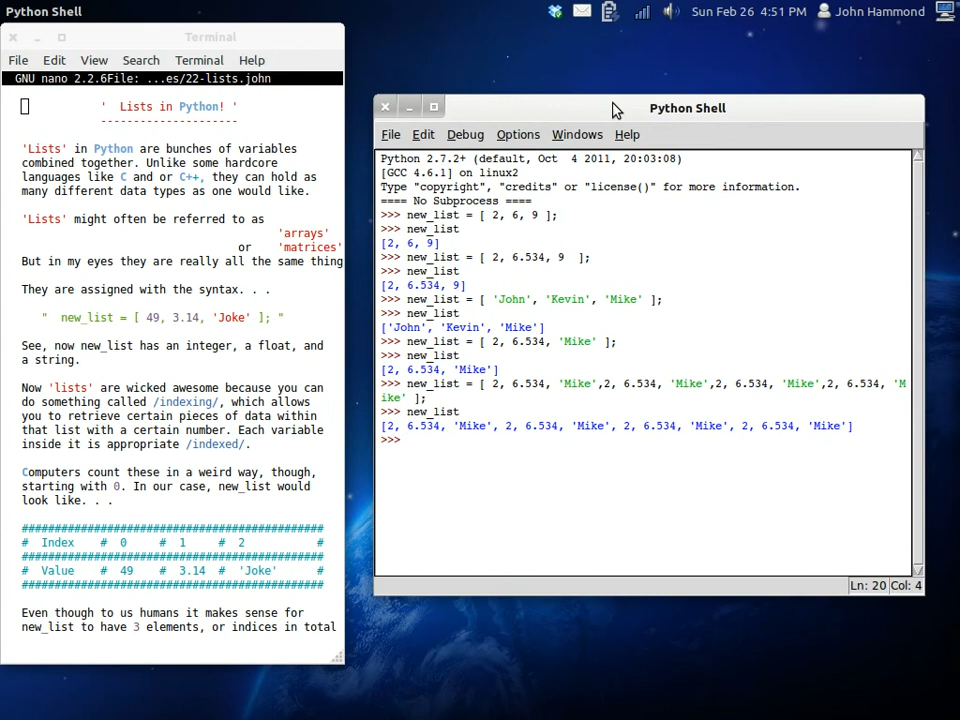 Python Shell
Sun Feb 26 4:51 PM John Hammond
Terminal
File Edit View Search Terminal Help
GNU nano 2.2.6File: ...es/22-lists.john
' Lists in Python! '
--------------------
'Lists' in Python are bunches of variables
combined together. Unlike some hardcore
languages like C and or C++, they can hold as
many different data types as one would like.
'Lists' might often be referred to as
'arrays'
or 'matrices'
But in my eyes they are really all the same thing
They are assigned with the syntax. . .
" new_list = [ 49, 3.14, 'Joke' ]; "
See, now new_list has an integer, a float, and
a string.
Now 'lists' are wicked awesome because you can
do something called /indexing/, which allows
you to retrieve certain pieces of data within
that list with a certain number. Each variable
inside it is appropriate /indexed/.
Computers count these in a weird way, though,
starting with 0. In our case, new_list would
look like. . .
##############################################
# Index # 0 # 1 # 2 #
##############################################
# Value # 49 # 3.14 # 'Joke' #
##############################################
Even though to us humans it makes sense for
new_list to have 3 elements, or indices in total
Python Shell
File Edit Debug Options Windows Help
Python 2.7.2+ (default, Oct 4 2011, 20:03:08)
[GCC 4.6.1] on linux2
Type "copyright", "credits" or "license()" for more information.
==== No Subprocess ====
>>> new_list = [ 2, 6, 9 ];
>>> new_list
[2, 6, 9]
>>> new_list = [ 2, 6.534, 9 ];
>>> new_list
[2, 6.534, 9]
>>> new_list = [ 'John', 'Kevin', 'Mike' ];
>>> new_list
['John', 'Kevin', 'Mike']
>>> new_list = [ 2, 6.534, 'Mike' ];
>>> new_list
[2, 6.534, 'Mike']
>>> new_list = [ 2, 6.534, 'Mike',2, 6.534, 'Mike',2, 6.534, 'Mike',2, 6.534, 'M
ike' ];
>>> new_list
[2, 6.534, 'Mike', 2, 6.534, 'Mike', 2, 6.534, 'Mike', 2, 6.534, 'Mike']
>>>
Ln: 20 Col: 4